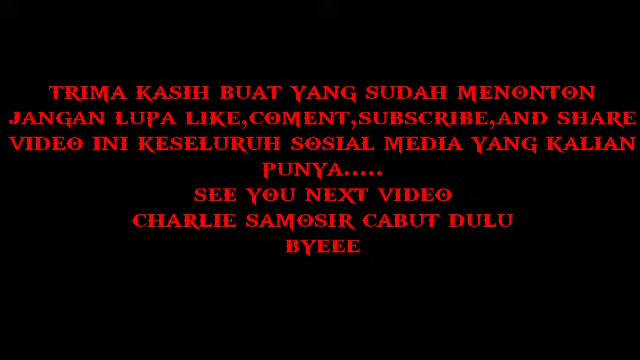 TRIMA KASIH BUAT YANG SUDAH MENONTON
JANGAN LUPA LIKE,COMENT,SUBSCRIBE,AND SHARE
VIDEO INI KESELURUH SOSIAL MEDIA YANG KALIAN
PUNYA.....
SEE YOU NEXT VIDEO
CHARLIE SAMOSIR CABUT DULU
BYEEE